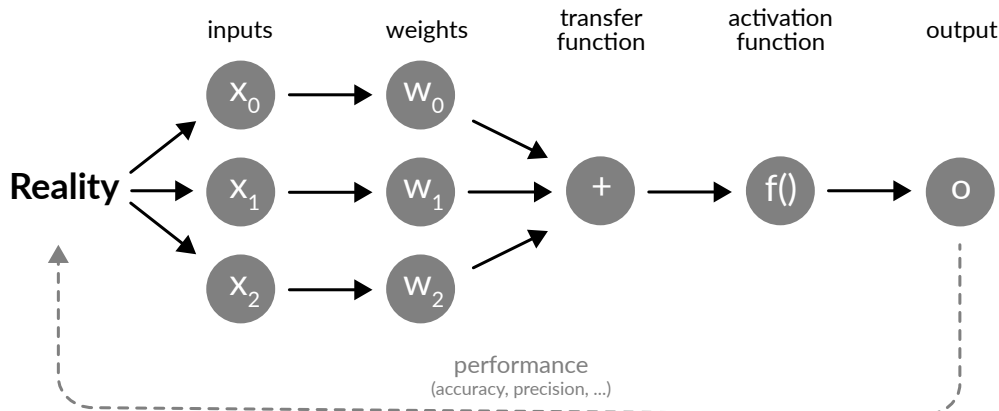 inputs
weights
transfer
function
activation
function
output
x0
w0
Reality
x1
w1
+
f()
o
x2
w2
performance
(accuracy, precision, ...)